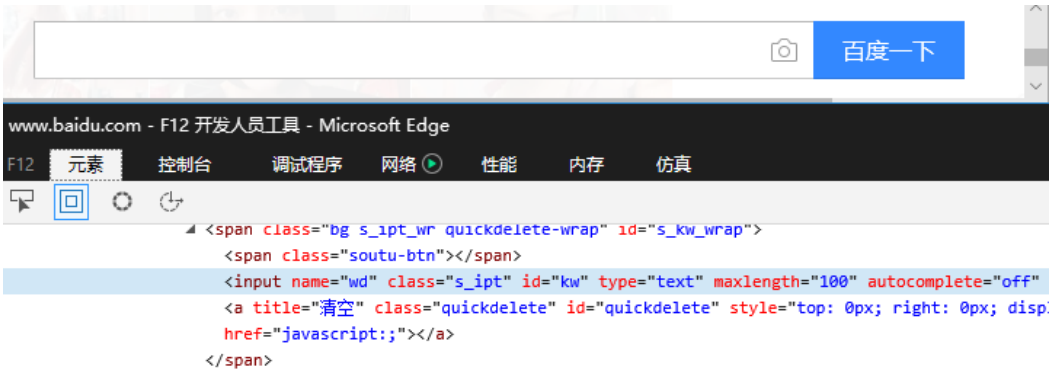 百度一下
www.baidu.com - F12 开发人员工具 - Microsoft Edge
F12 元素 控制台 调试程序 网络 性能 内存 仿真
<span class="bg s_ipt_wr quickdelete-wrap" id="s_kw_wrap">
<span class="soutu-btn"></span>
<input name="wd" class="s_ipt" id="kw" type="text" maxlength="100" autocomplete="off"
<a title="清空" class="quickdelete" id="quickdelete" style="top: 0px; right: 0px; displ
href="javascript:;"></a>
</span>